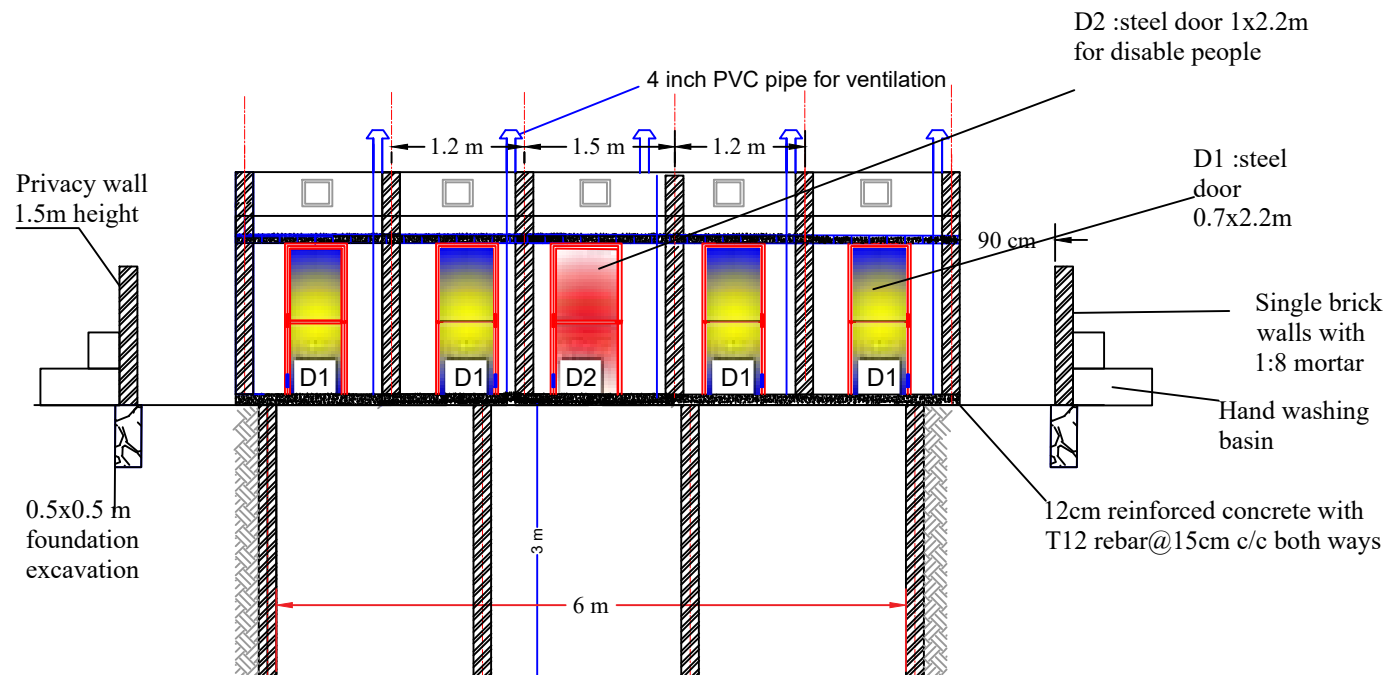 D2 :steel door 1x2.2m
for disable people
4 inch PVC pipe for ventilation
1.2 m
1.5 m
1.2 m
D1 :steel
door
0.7x2.2m
Privacy wall
1.5m height
90 cm
Single brick
walls with
1:8 mortar
D1
D1
D2
D1
D1
Hand washing
basin
0.5x0.5 m
foundation
excavation
12cm reinforced concrete with
T12 rebar@15cm c/c both ways
3 m
6 m